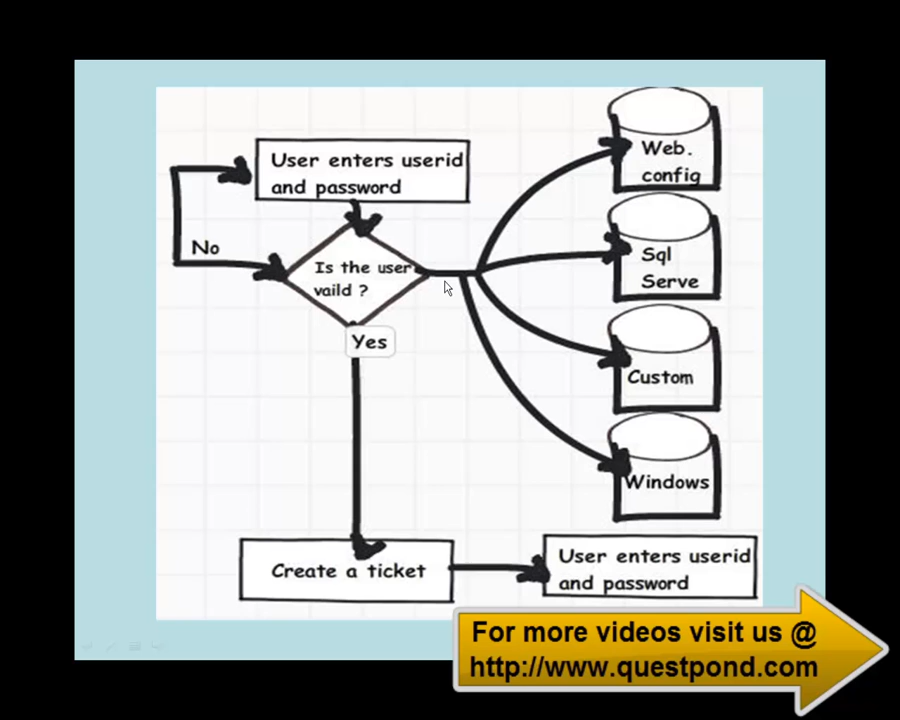 User enters userid
and password
No
Is the user
vaild ?
Yes
Web.
config
Sql
Serve
Custom
Windows
Create a ticket
User enters userid
and password
For more videos visit us @
http://www.questpond.com